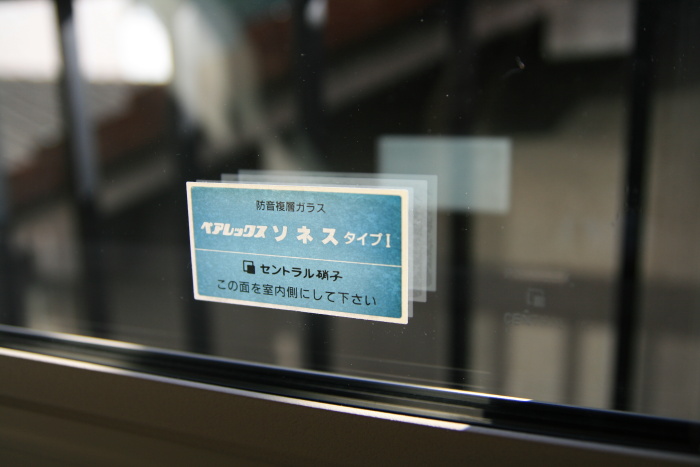 防音複層ガラス
ペアレックス ソネス タイプI
セントラル硝子
この面を室内側にして下さい